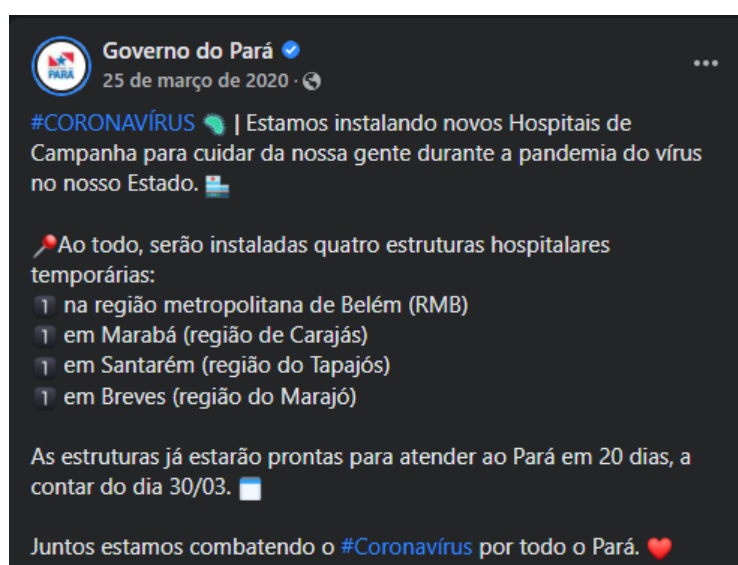 Governo do Pará
PARÁ
25 de março de 2020 ·
#CORONAVÍRUS 🦠 | Estamos instalando novos Hospitais de
Campanha para cuidar da nossa gente durante a pandemia do vírus
no nosso Estado. 🏥
📍Ao todo, serão instaladas quatro estruturas hospitalares
temporárias:
1 na região metropolitana de Belém (RMB)
1 em Marabá (região de Carajás)
1 em Santarém (região do Tapajós)
1 em Breves (região do Marajó)
As estruturas já estarão prontas para atender ao Pará em 20 dias, a
contar do dia 30/03. 🗓
Juntos estamos combatendo o #Coronavírus por todo o Pará. ❤